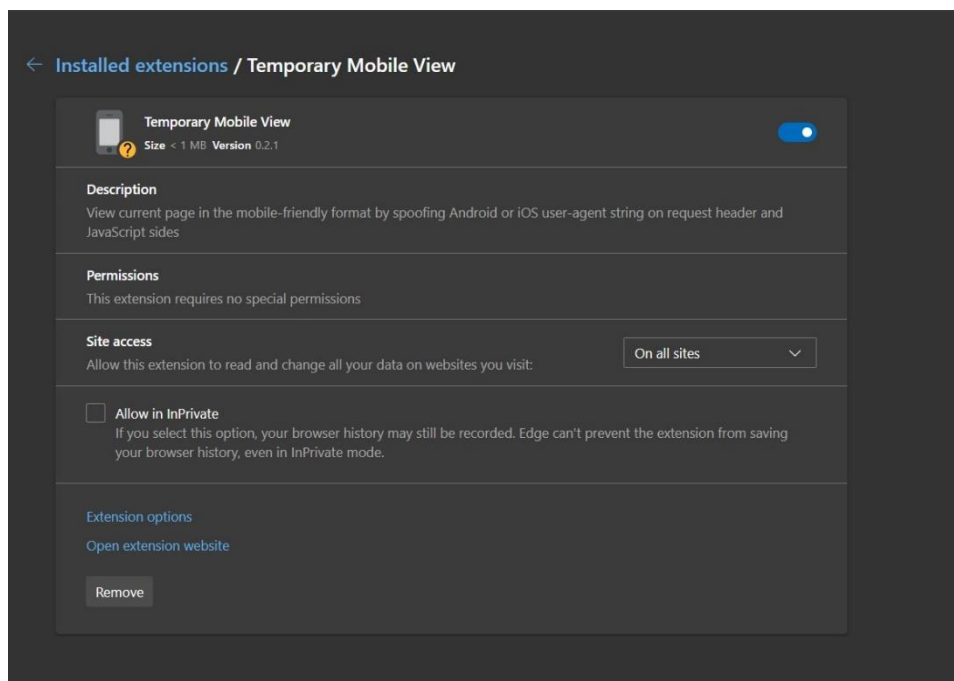 Installed extensions / Temporary Mobile View
Temporary Mobile View
Size < 1 MB Version 0.2.1
Description
View current page in the mobile-friendly format by spoofing Android or iOS user-agent string on request header and
JavaScript sides
Permissions
This extension requires no special permissions
Site access
Allow this extension to read and change all your data on websites you visit:
On all sites
Allow in InPrivate
If you select this option, your browser history may still be recorded. Edge can't prevent the extension from saving
your browser history, even in InPrivate mode.
Extension options
Open extension website
Remove